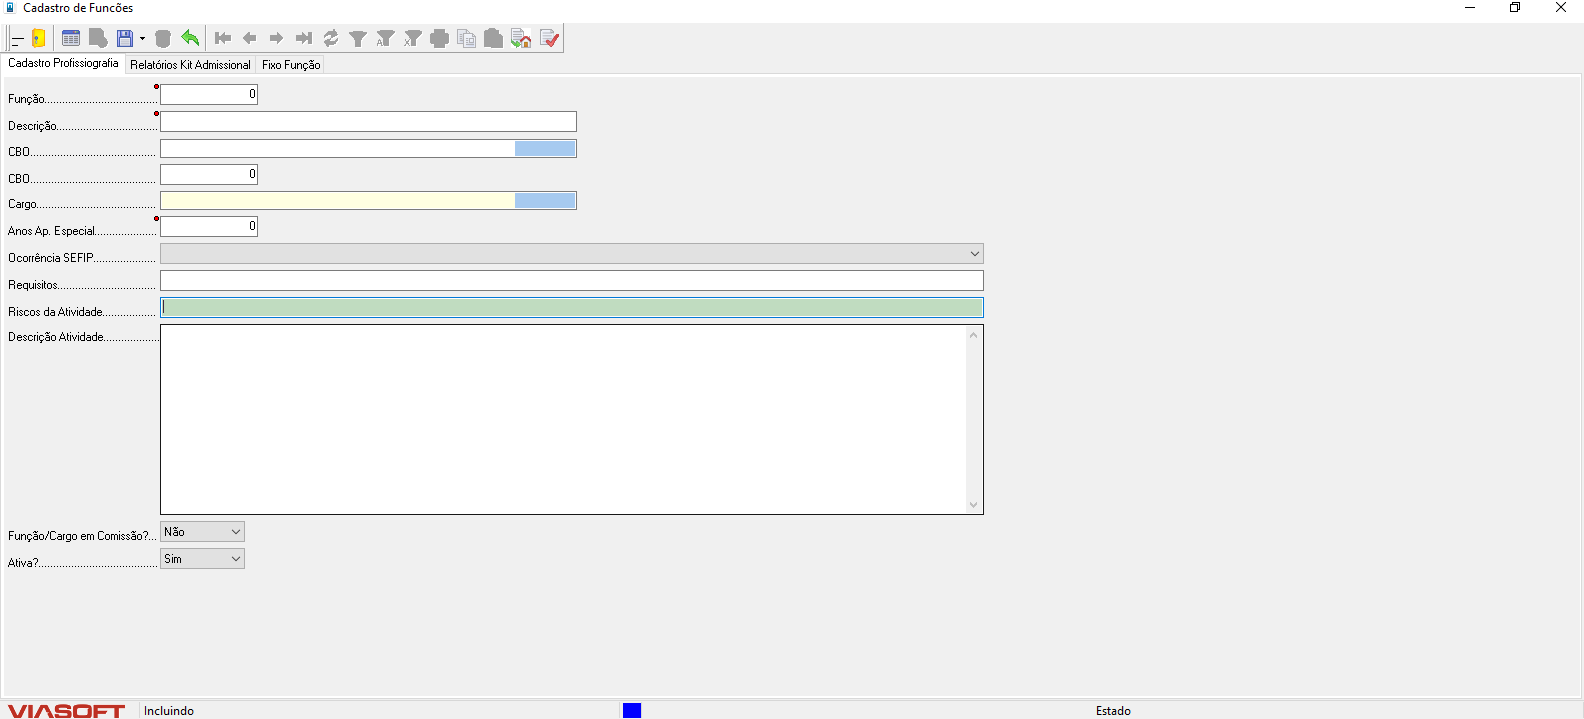 Cadastro de Funcões
Cadastro Profissiografia
Relatórios Kit Admissional
Fixo Função
Função...................................... 0
Descrição..................................
CBO..........................................
CBO.......................................... 0
Cargo........................................
Anos Ap. Especial..................... 0
Ocorrência SEFIP.....................
Requisitos.................................
Riscos da Atividade..................
Descrição Atividade...................
Função/Cargo em Comissão?... Não
Ativa?........................................ Sim
VIASOFT
Incluindo
Estado